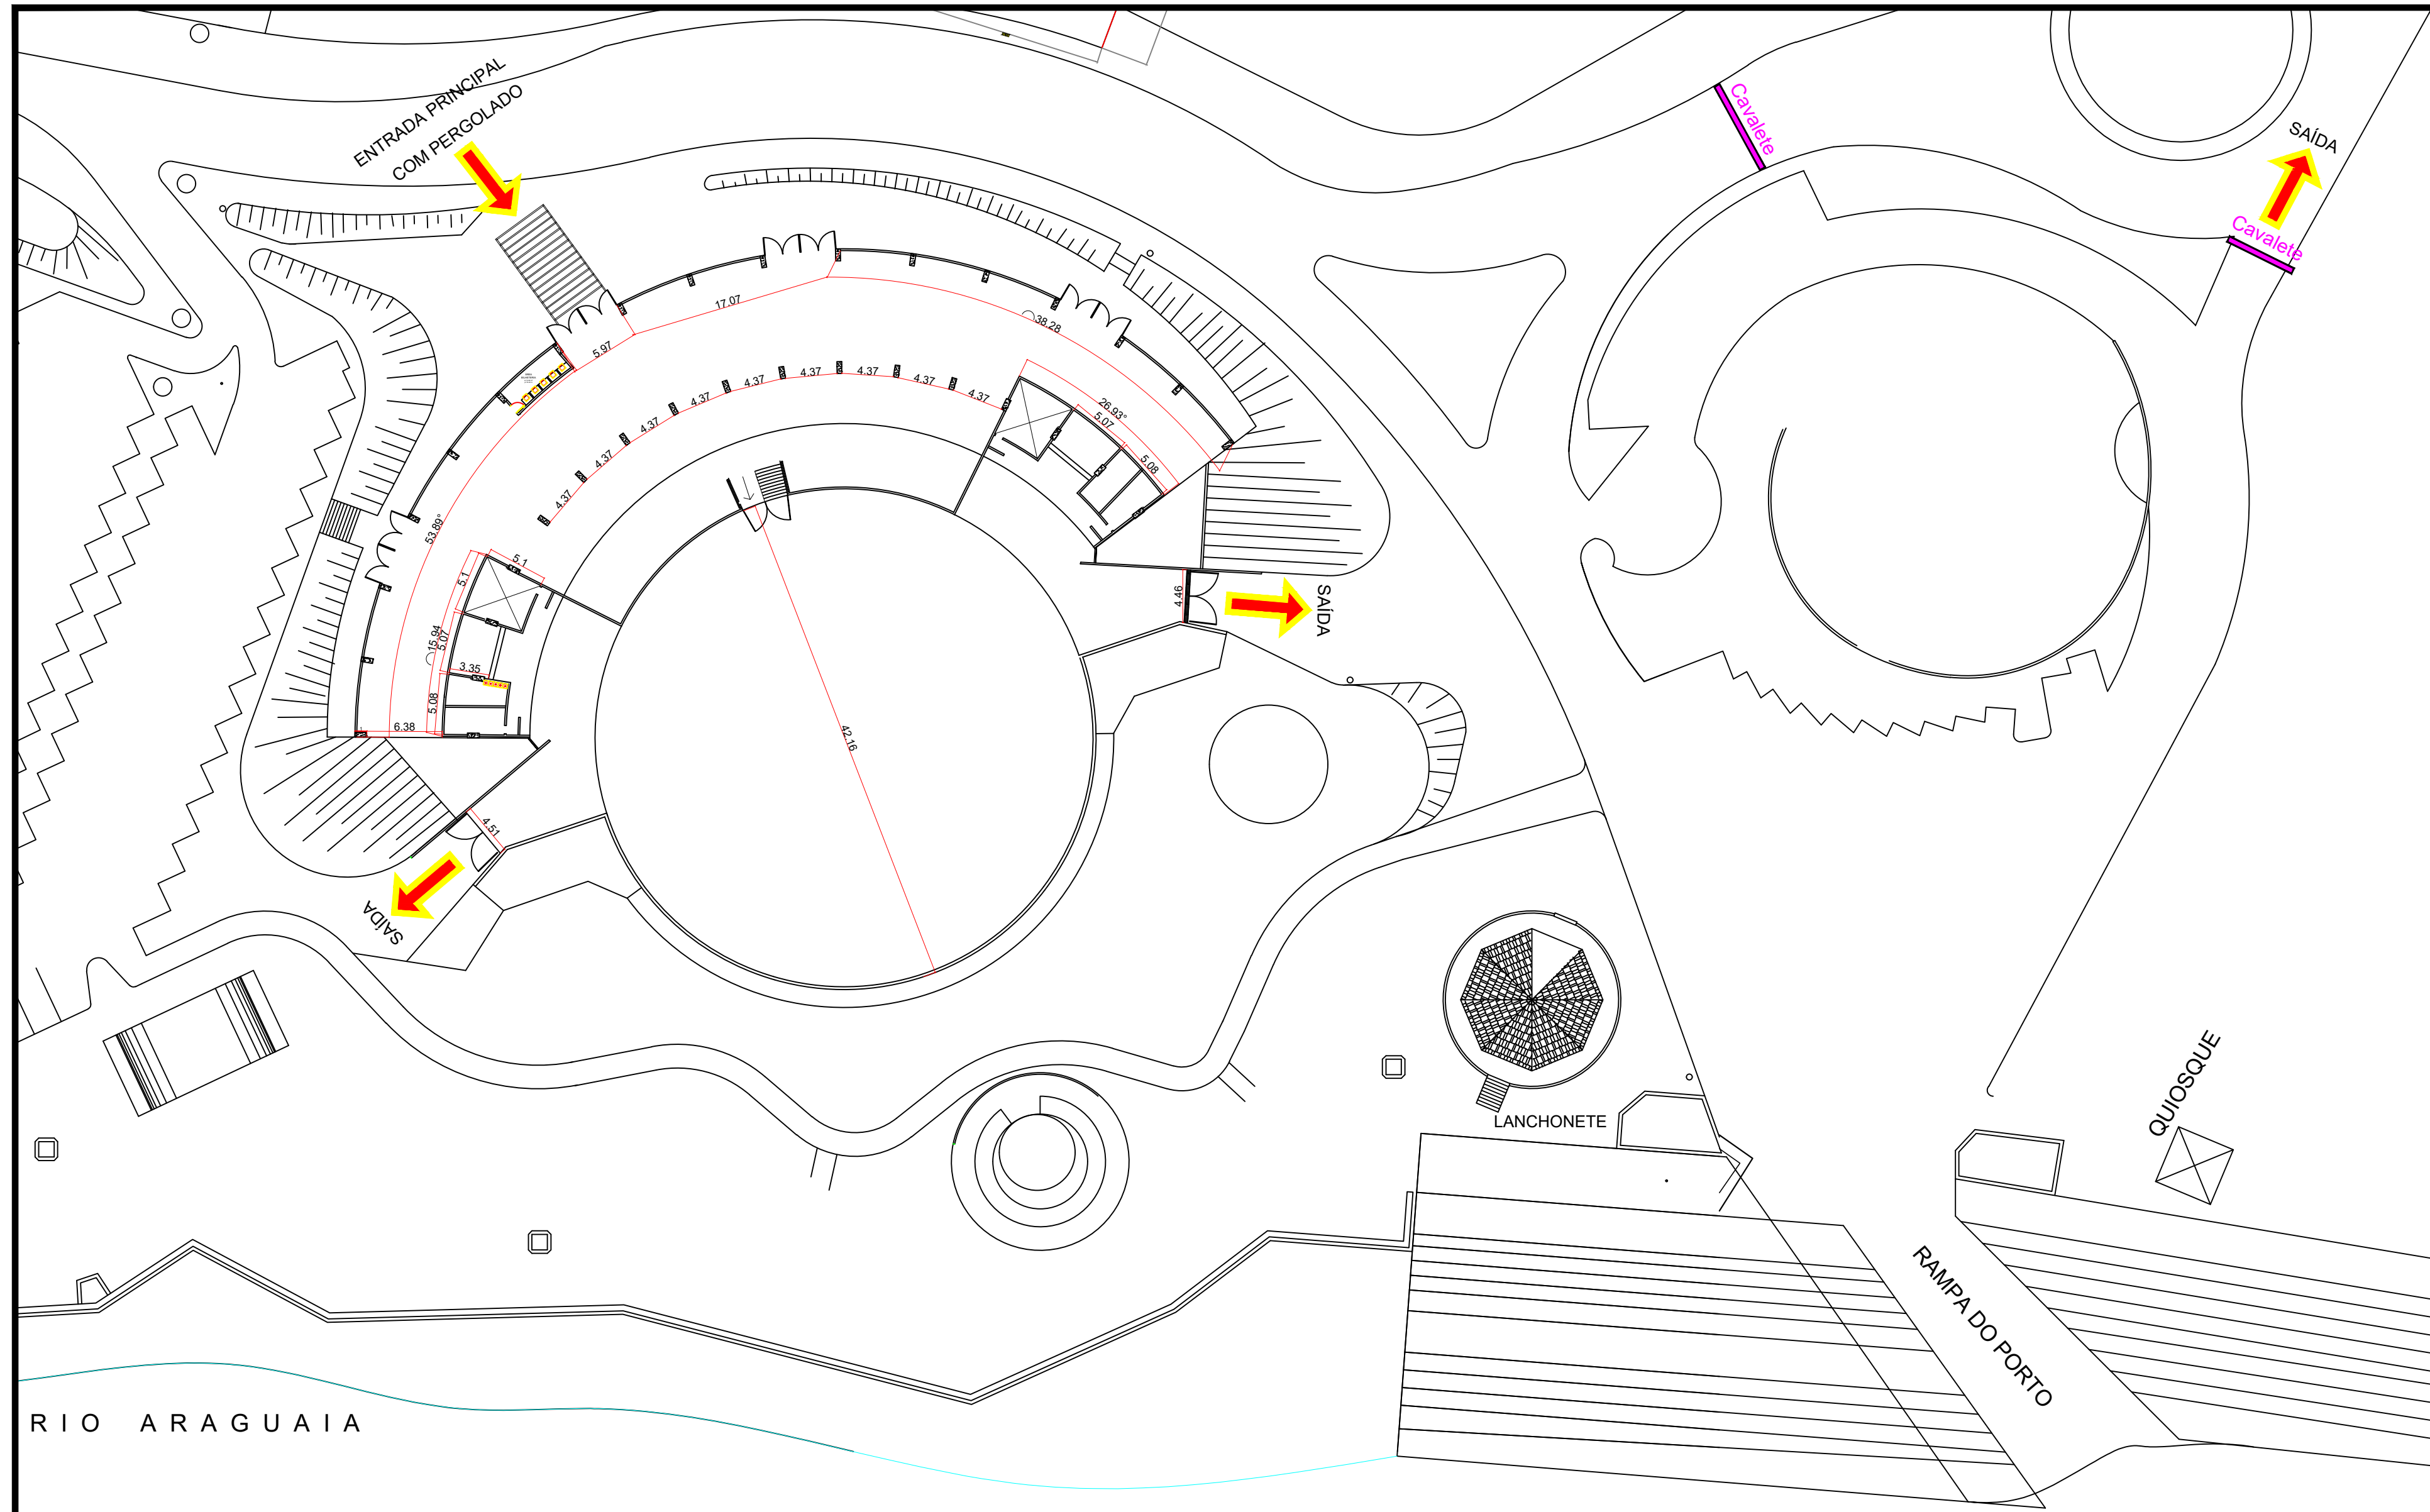 ENTRADA PRINCIPAL
COM PERGOLADO
Cavalete
SAÍDA
Cavalete
17.07
38.28
5.97
4.37
4.37
4.37
4.37
4.37
4.37
4.37
4.37
4.37
26.93°
5.07
5.08
53.89°
5.1
5.1
15.94
5.07
3.35
5.08
6.38
4.46
SAÍDA
42.16
4.51
SAÍDA
LANCHONETE
QUIOSQUE
RAMPA DO PORTO
RIO ARAGUAIA